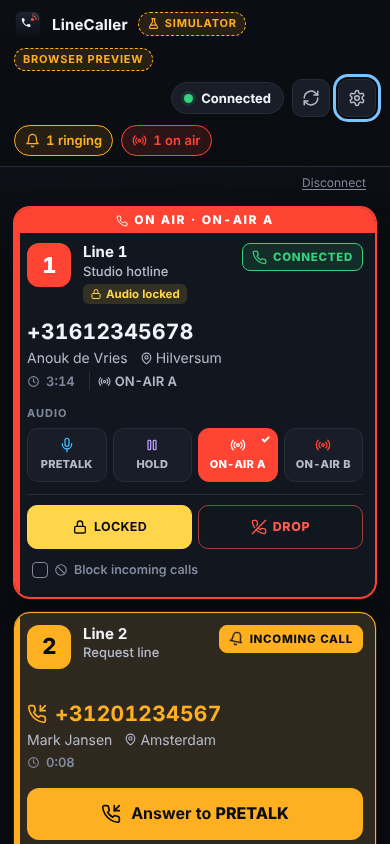 LineCaller
SIMULATOR
BROWSER PREVIEW
Connected
1 ringing
1 on air
Disconnect
ON AIR · ON-AIR A
1
Line 1
CONNECTED
Studio hotline
Audio locked
+31612345678
Anouk de Vries
Hilversum
3:14
ON-AIR A
AUDIO
PRETALK
HOLD
ON-AIR A
ON-AIR B
LOCKED
DROP
Block incoming calls
2
Line 2
INCOMING CALL
Request line
+31201234567
Mark Jansen
Amsterdam
0:08
Answer to PRETALK